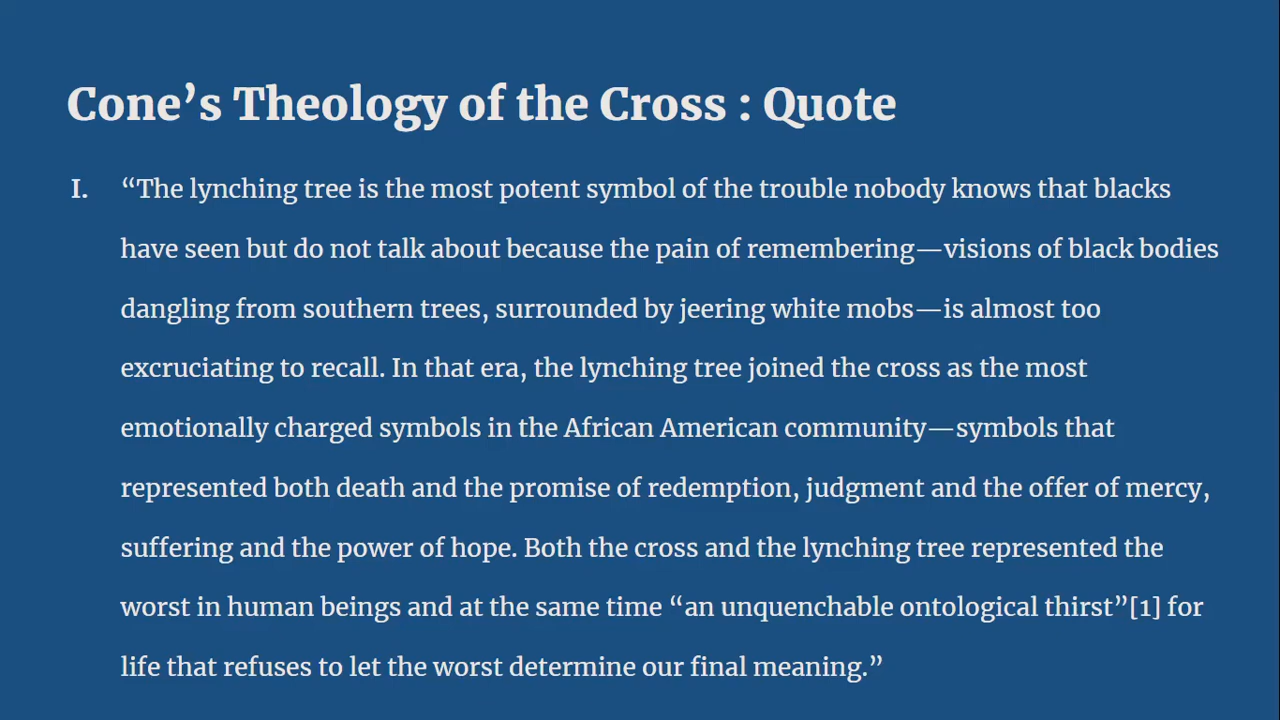 Cone’s Theology of the Cross : Quote
I. “The lynching tree is the most potent symbol of the trouble nobody knows that blacks
have seen but do not talk about because the pain of remembering—visions of black bodies
dangling from southern trees, surrounded by jeering white mobs—is almost too
excruciating to recall. In that era, the lynching tree joined the cross as the most
emotionally charged symbols in the African American community—symbols that
represented both death and the promise of redemption, judgment and the offer of mercy,
suffering and the power of hope. Both the cross and the lynching tree represented the
worst in human beings and at the same time “an unquenchable ontological thirst”[1] for
life that refuses to let the worst determine our final meaning.”